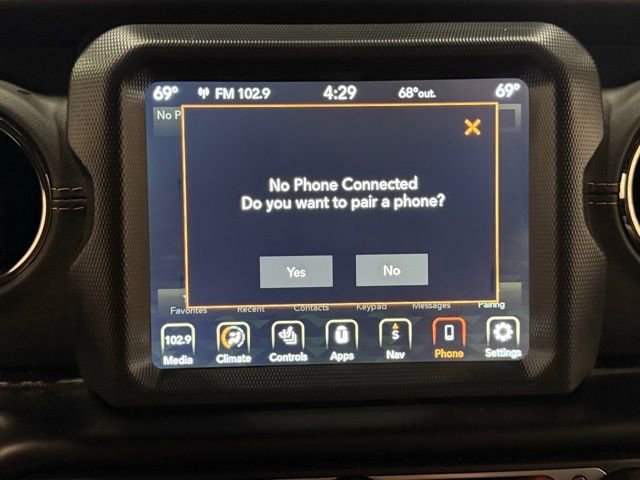 69° FM 102.9 4:29 68°out. 69°
No P
No Phone Connected
Do you want to pair a phone?
Yes No
Favorites Recent Contacts Keypad Messages Pairing
102.9 S
Media Climate Controls Apps Nav Phone Settings